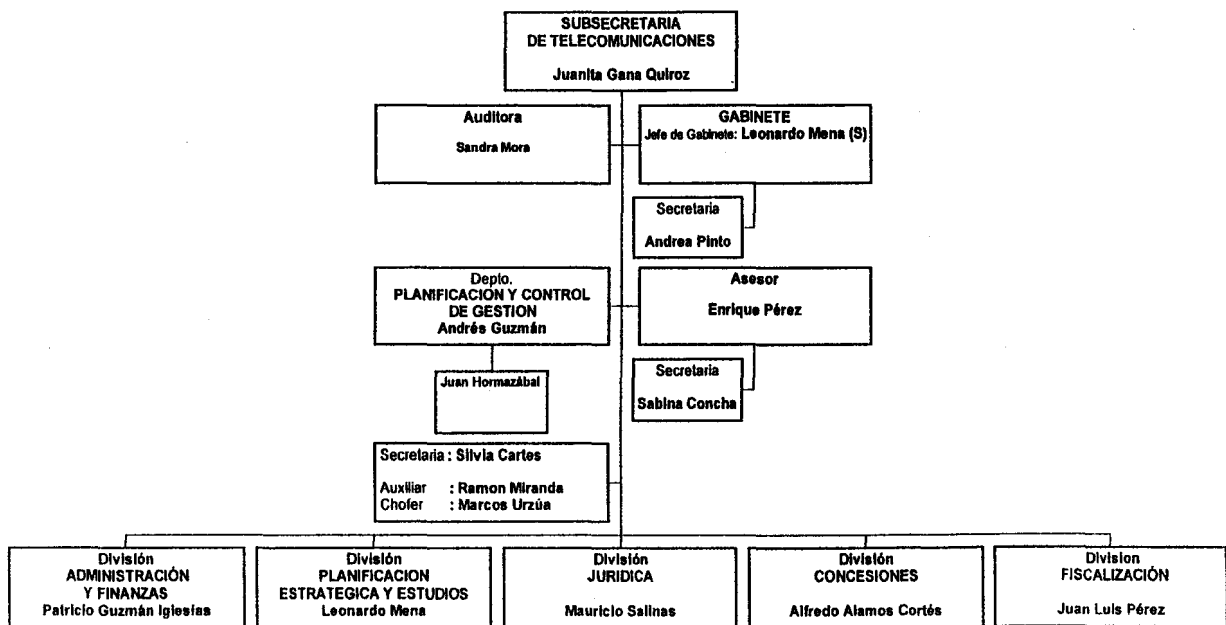 SUBSECRETARIA
DE TELECOMUNICACIONES
Juanita Gana Quiroz
Auditora
Sandra Mora
GABINETE
Jefe de Gabinete: Leonardo Mena (S)
Secretaria
Andrea Pinto
Depto.
PLANIFICACION Y CONTROL
DE GESTION
Andrés Guzmán
Asesor
Enrique Pérez
Juan Hormazábal
Secretaria
Sabina Concha
Secretaria : Silvia Cartes
Auxiliar : Ramon Miranda
Chofer : Marcos Urzúa
División
ADMINISTRACIÓN
Y FINANZAS
Patricio Guzmán Iglesias
División
PLANIFICACION
ESTRATEGICA Y ESTUDIOS
Leonardo Mena
División
JURIDICA
Mauricio Salinas
División
CONCESIONES
Alfredo Alamos Cortés
Division
FISCALIZACIÓN
Juan Luis Pérez